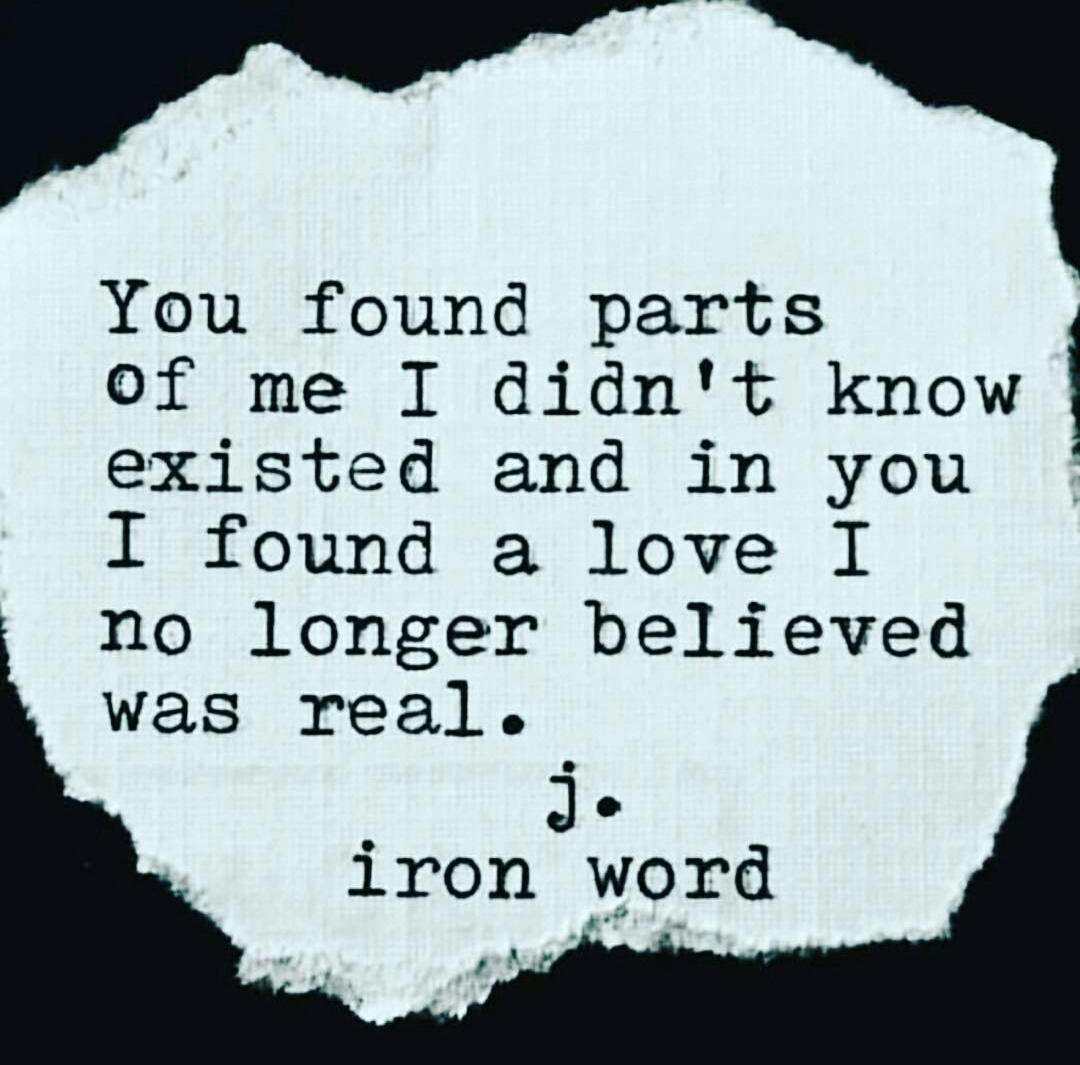 You found parts
of me I didn't know
existed and in you
I found a love I
no longer believed
was real.
j.
iron word